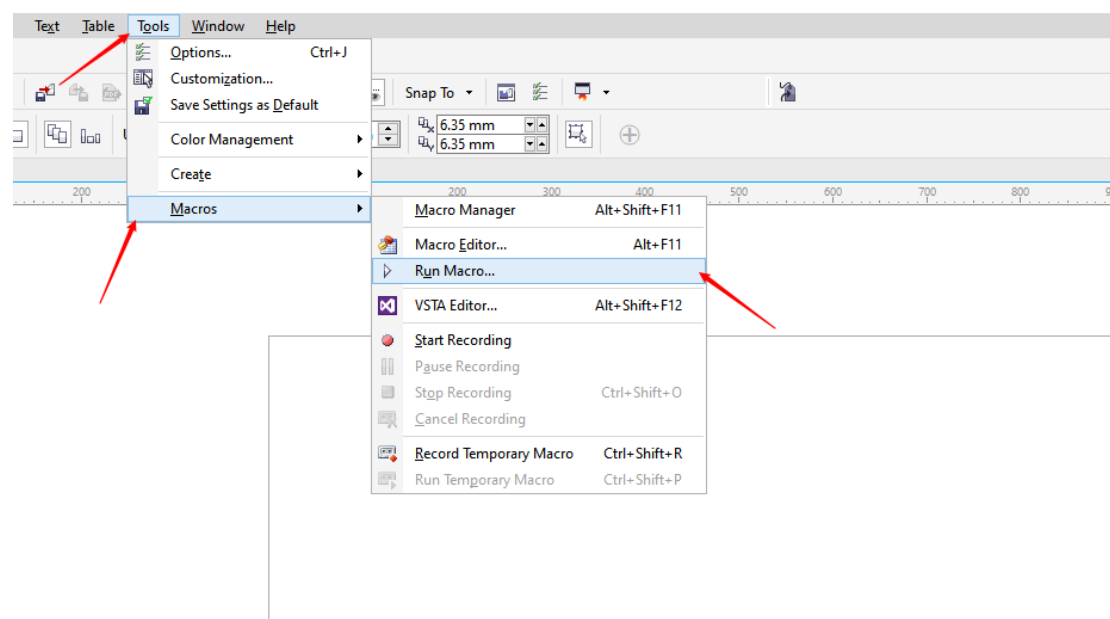 Text Table Tools Window Help
Options... Ctrl+J
Customization...
Save Settings as Default
Snap To
Color Management
6.35 mm
6.35 mm
Create
200 200 300 400 500 600 700 800
Macros
Macro Manager Alt+Shift+F11
Macro Editor... Alt+F11
Run Macro...
VSTA Editor... Alt+Shift+F12
Start Recording
Pause Recording
Stop Recording Ctrl+Shift+O
Cancel Recording
Record Temporary Macro Ctrl+Shift+R
Run Temporary Macro Ctrl+Shift+P